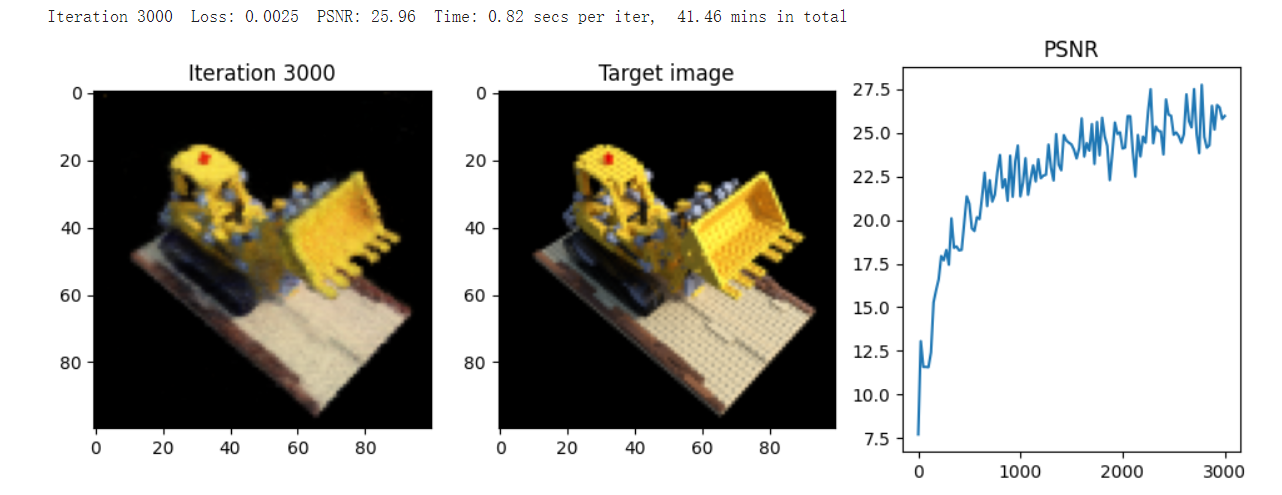 Iteration 3000  Loss: 0.0025  PSNR: 25.96  Time: 0.82 secs per iter,  41.46 mins in total
Iteration 3000
0
20
40
60
80
0 20 40 60 80
Target image
0
20
40
60
80
0 20 40 60 80
PSNR
27.5
25.0
22.5
20.0
17.5
15.0
12.5
10.0
7.5
0 1000 2000 3000